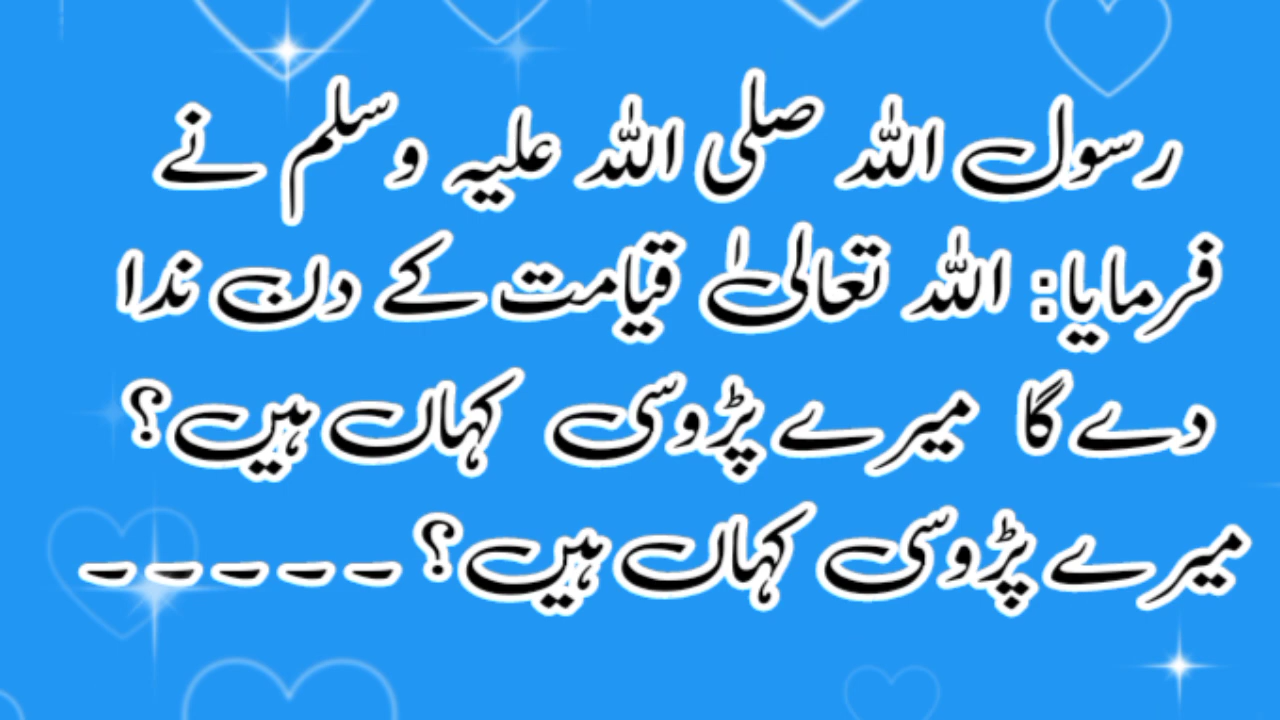 رسول اللہ صلی اللہ علیہ وسلم نے
فرمایا: اللہ تعالیٰ قیامت کے دن ندا
دے گا میرے پڑوسی کہاں ہیں؟
میرے پڑوسی کہاں ہیں؟ ۔۔۔۔۔